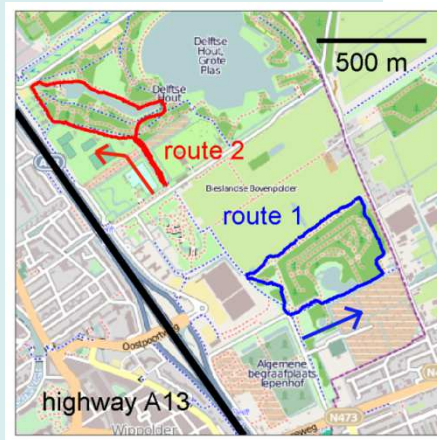 Delftse
Hout,
Grote
Plas
500 m
Delftse
Hout
route 2
Bieslandse Bovenpolder
route 1
Oostpoortweg
Algemene
begraafplaats
Iepenhof
highway A13
N473
Wippolder